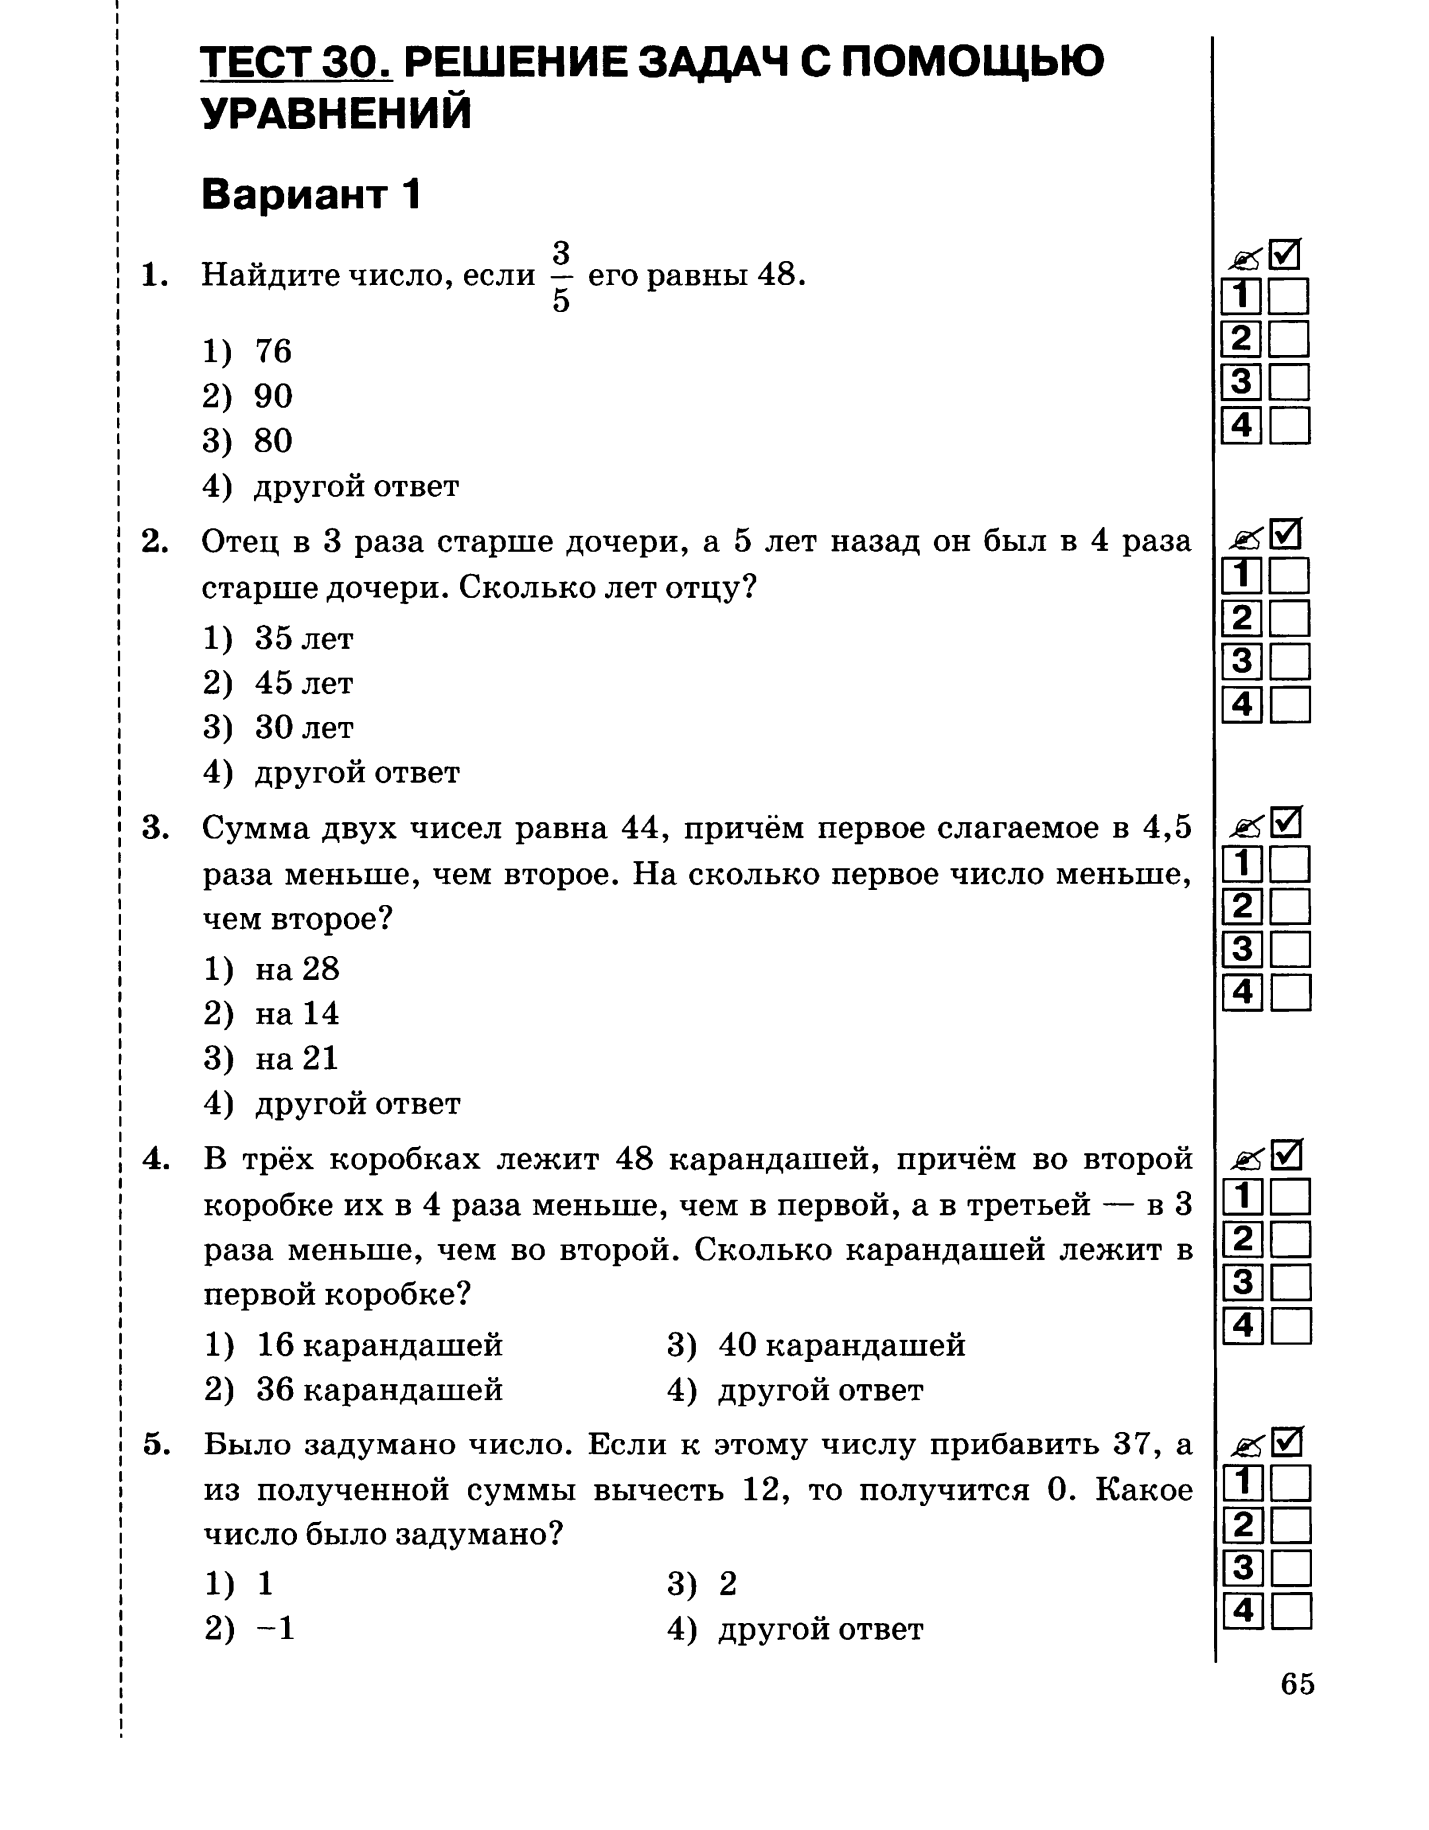 ТЕСТ 30. РЕШЕНИЕ ЗАДАЧ С ПОМОЩЬЮ
УРАВНЕНИЙ
Вариант 1
1. Найдите число, если 3/5 его равны 48.
1) 76
2) 90
3) 80
4) другой ответ
1
2
3
4
2. Отец в 3 раза старше дочери, а 5 лет назад он был в 4 раза
старше дочери. Сколько лет отцу?
1) 35 лет
2) 45 лет
3) 30 лет
4) другой ответ
1
2
3
4
3. Сумма двух чисел равна 44, причём первое слагаемое в 4,5
раза меньше, чем второе. На сколько первое число меньше,
чем второе?
1) на 28
2) на 14
3) на 21
4) другой ответ
1
2
3
4
4. В трёх коробках лежит 48 карандашей, причём во второй
коробке их в 4 раза меньше, чем в первой, а в третьей — в 3
раза меньше, чем во второй. Сколько карандашей лежит в
первой коробке?
1) 16 карандашей 3) 40 карандашей
2) 36 карандашей 4) другой ответ
1
2
3
4
5. Было задумано число. Если к этому числу прибавить 37, а
из полученной суммы вычесть 12, то получится 0. Какое
число было задумано?
1) 1 3) 2
2) –1 4) другой ответ
1
2
3
4
65